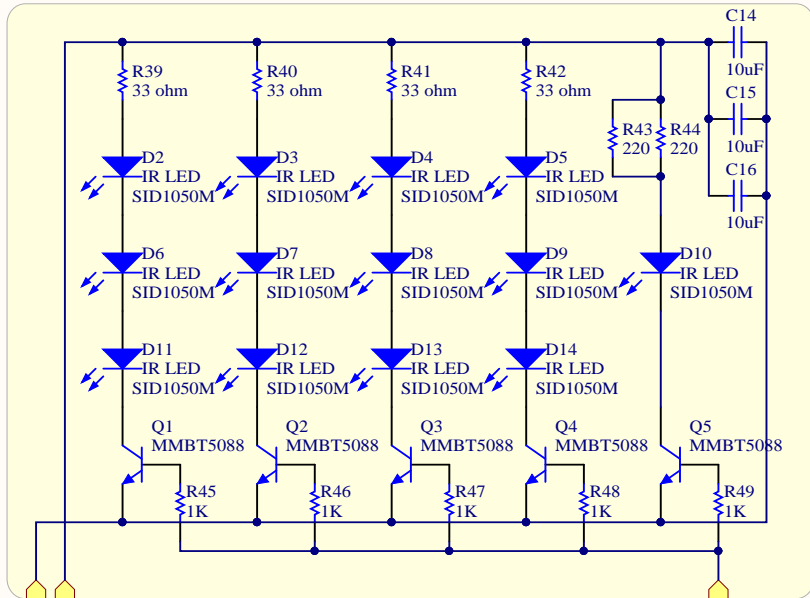 C14
10uF
R39
33 ohm
R40
33 ohm
R41
33 ohm
R42
33 ohm
C15
10uF
R43
220
R44
220
C16
10uF
D2
IR LED
SID1050M
D3
IR LED
SID1050M
D4
IR LED
SID1050M
D5
IR LED
SID1050M
D6
IR LED
SID1050M
D7
IR LED
SID1050M
D8
IR LED
SID1050M
D9
IR LED
SID1050M
D10
IR LED
SID1050M
D11
IR LED
SID1050M
D12
IR LED
SID1050M
D13
IR LED
SID1050M
D14
IR LED
SID1050M
Q1
MMBT5088
Q2
MMBT5088
Q3
MMBT5088
Q4
MMBT5088
Q5
MMBT5088
R45
1K
R46
1K
R47
1K
R48
1K
R49
1K